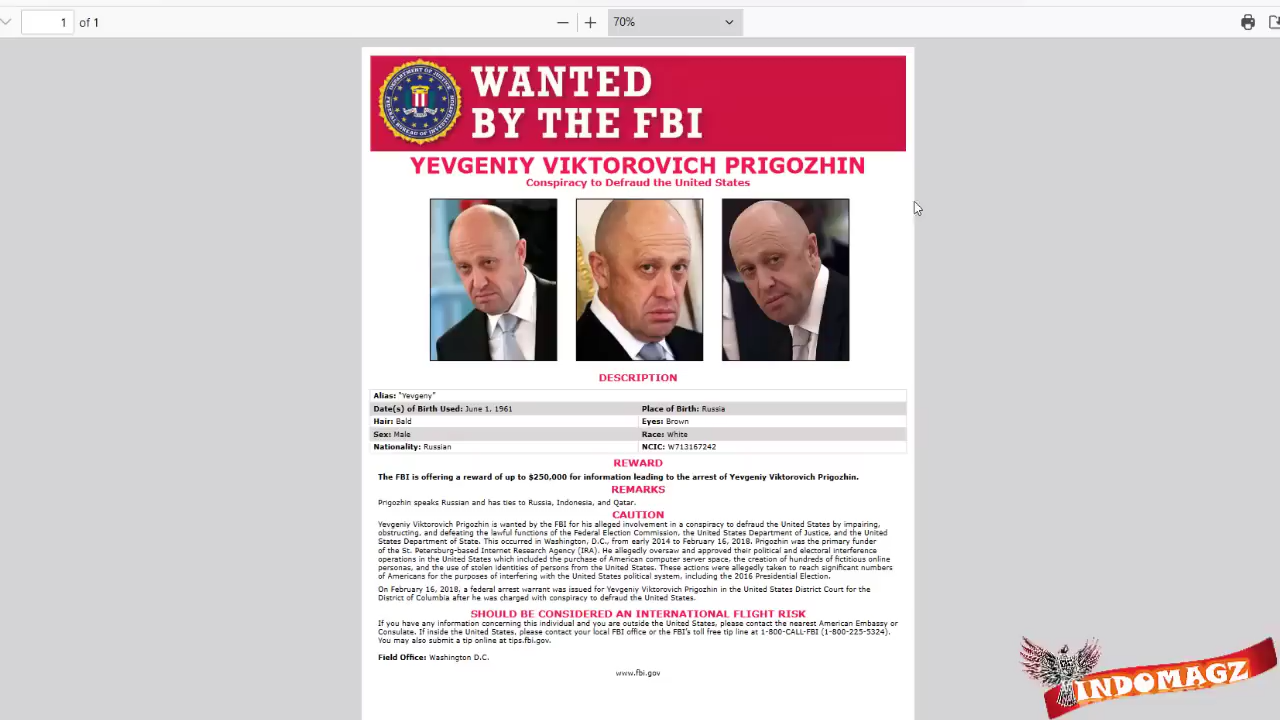 1 of 1
70%
WANTED
BY THE FBI
YEVGENIY VIKTOROVICH PRIGOZHIN
Conspiracy to Defraud the United States
DESCRIPTION
Alias: "Yevgeny"
Date(s) of Birth Used: June 1, 1961 Place of Birth: Russia
Hair: Bald Eyes: Brown
Sex: Male Race: White
Nationality: Russian NCIC: W713167242
REWARD
The FBI is offering a reward of up to $250,000 for information leading to the arrest of Yevgeniy Viktorovich Prigozhin.
REMARKS
Prigozhin speaks Russian and has ties to Russia, Indonesia, and Qatar.
CAUTION
Yevgeniy Viktorovich Prigozhin is wanted by the FBI for his alleged involvement in a conspiracy to defraud the United States by impairing,
obstructing, and defeating the lawful functions of the Federal Election Commission, the United States Department of Justice, and the United
States Department of State. This occurred in Washington, D.C., from early 2014 to February 16, 2018. Prigozhin was the primary funder
of the St. Petersburg-based Internet Research Agency (IRA). He allegedly oversaw and approved their political and electoral interference
operations in the United States which included the purchase of American computer server space, the creation of hundreds of fictitious online
personas, and the use of stolen identities of persons from the United States. These actions were allegedly taken to reach significant numbers
of Americans for the purposes of interfering with the United States political system, including the 2016 Presidential Election.
On February 16, 2018, a federal arrest warrant was issued for Yevgeniy Viktorovich Prigozhin in the United States District Court for the
District of Columbia after he was charged with conspiracy to defraud the United States.
SHOULD BE CONSIDERED AN INTERNATIONAL FLIGHT RISK
If you have any information concerning this individual and you are outside the United States, please contact the nearest American Embassy or
Consulate. If inside the United States, please contact your local FBI office or the FBI's toll free tip line at 1-800-CALL-FBI (1-800-225-5324).
You may also submit a tip online at tips.fbi.gov.
Field Office: Washington D.C.
www.fbi.gov
INDOMAGZ